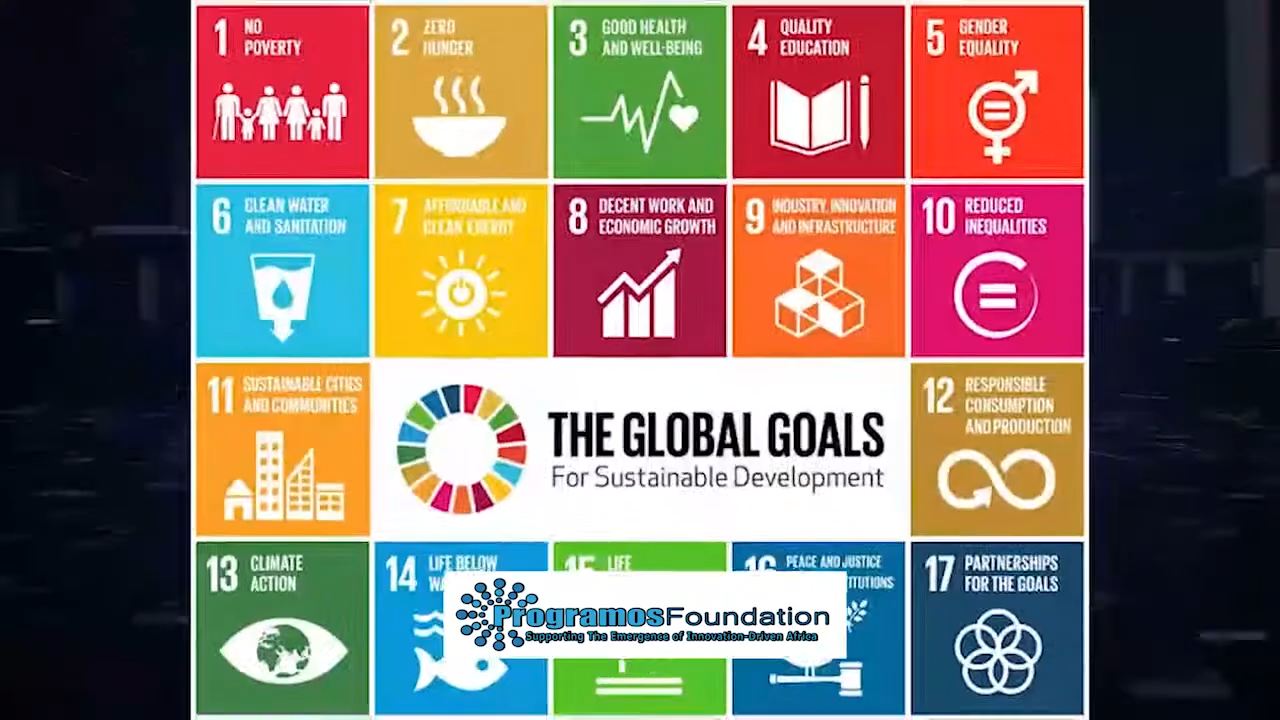 1 NO
POVERTY
2 ZERO
HUNGER
3 GOOD HEALTH
AND WELL-BEING
4 QUALITY
EDUCATION
5 GENDER
EQUALITY
6 CLEAN WATER
AND SANITATION
7 AFFORDABLE AND
CLEAN ENERGY
8 DECENT WORK AND
ECONOMIC GROWTH
9 INDUSTRY, INNOVATION
AND INFRASTRUCTURE
10 REDUCED
INEQUALITIES
11 SUSTAINABLE CITIES
AND COMMUNITIES
THE GLOBAL GOALS
For Sustainable Development
12 RESPONSIBLE
CONSUMPTION
AND PRODUCTION
13 CLIMATE
ACTION
14 LIFE BELOW
15 LIFE
16 PEACE AND JUSTICE
17 PARTNERSHIPS
FOR THE GOALS
ProgramosFoundation
Supporting The Emergence of Innovation-Driven Africa